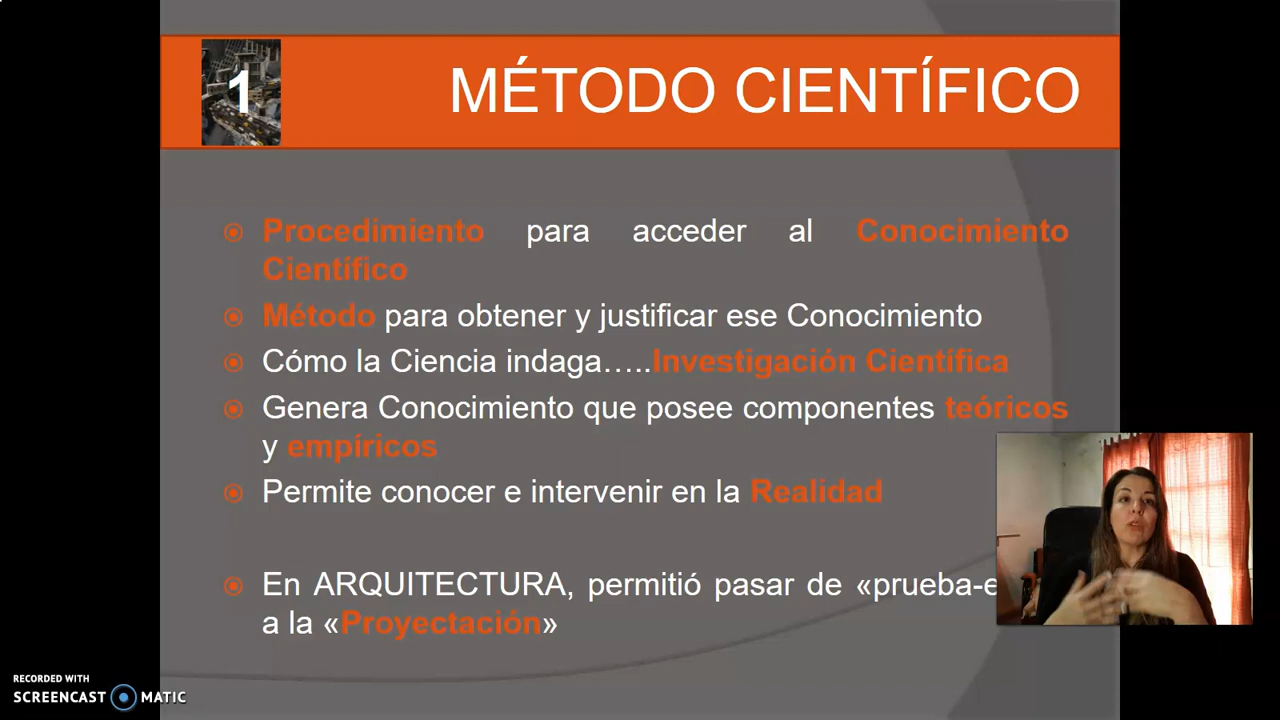 1
MÉTODO CIENTÍFICO
Procedimiento para acceder al Conocimiento
Científico
Método para obtener y justificar ese Conocimiento
Cómo la Ciencia indaga…..Investigación Científica
Genera Conocimiento que posee componentes teóricos
y empíricos
Permite conocer e intervenir en la Realidad
En ARQUITECTURA, permitió pasar de
a la «Proyectación»
RECORDED WITH
SCREENCAST MATIC